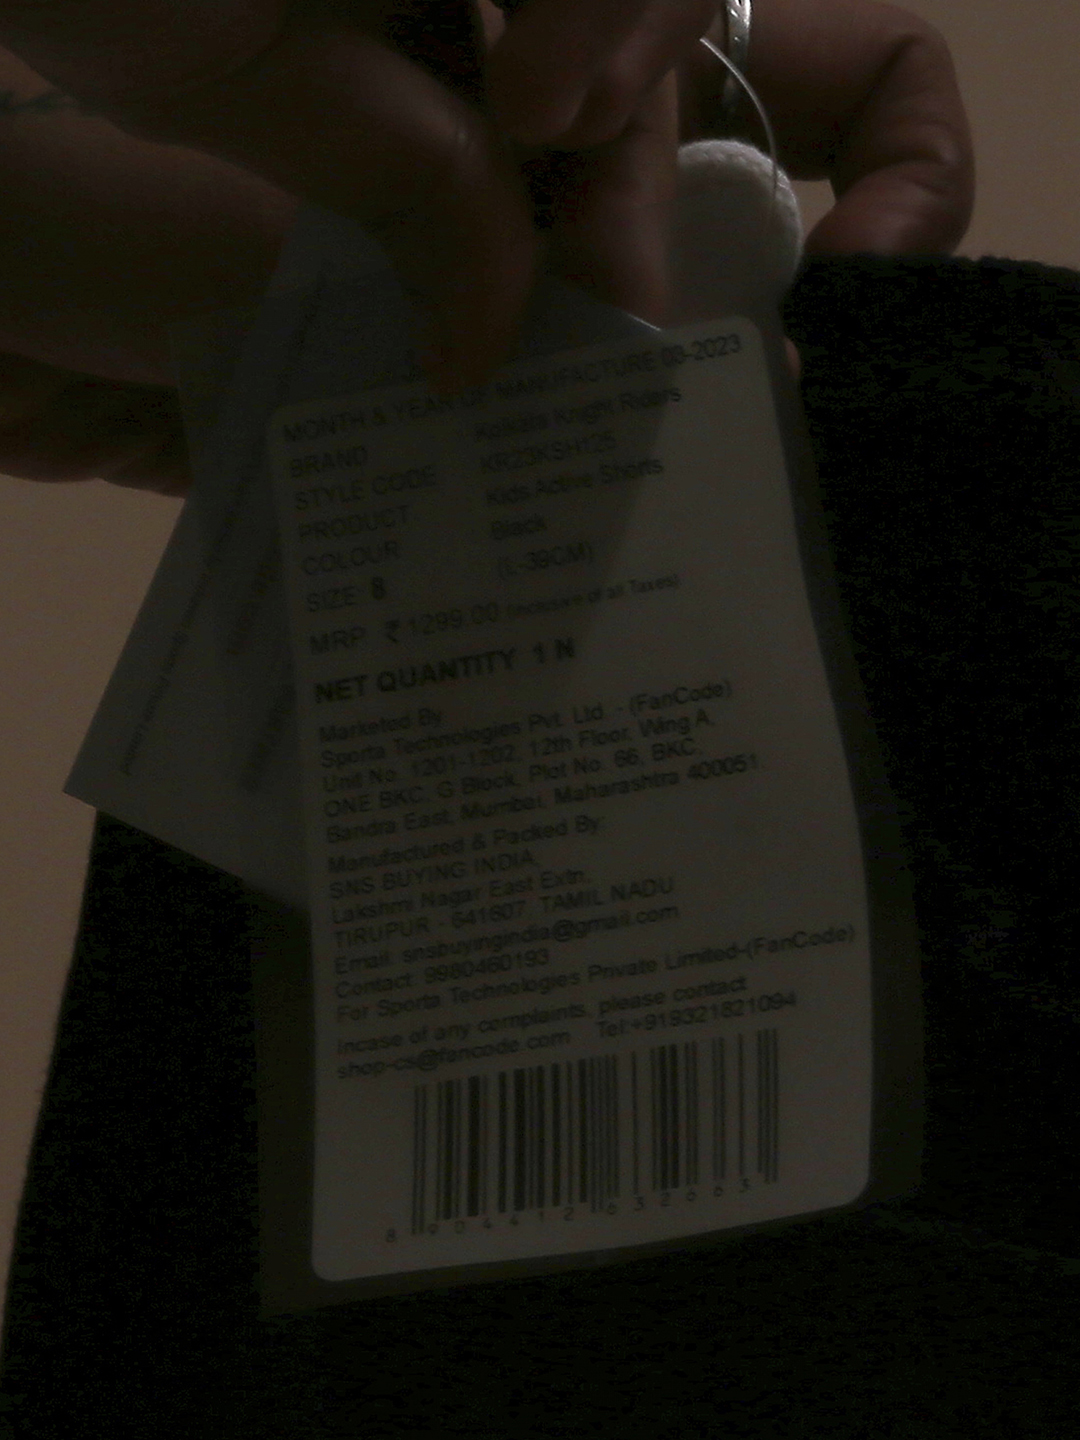 MONTH & YEAR OF MANUFACTURE 08-2023
BRAND Kolkata Knight Riders
STYLE CODE KR23KSH125
PRODUCT Kids Active Shorts
COLOUR Black
SIZE: 8 (L-39CM)
MRP ₹ 1299.00 (Inclusive of all Taxes)
NET QUANTITY 1 N
Marketed By
Sporta Technologies Pvt. Ltd. - (FanCode)
Unit No. 1201-1202, 12th Floor, Wing A,
ONE BKC, G Block, Plot No. 66, BKC,
Bandra East, Mumbai, Maharashtra 400051.
Manufactured & Packed By:
SNS BUYING INDIA,
Lakshmi Nagar East Extn,
TIRUPUR - 641607, TAMIL NADU
Email: snsbuyingindia@gmail.com
Contact: 9980460193
For Sporta Technologies Private Limited-(FanCode)
Incase of any complaints, please contact
shop-cs@fancode.com Tel:+919321821094
8 904412632963